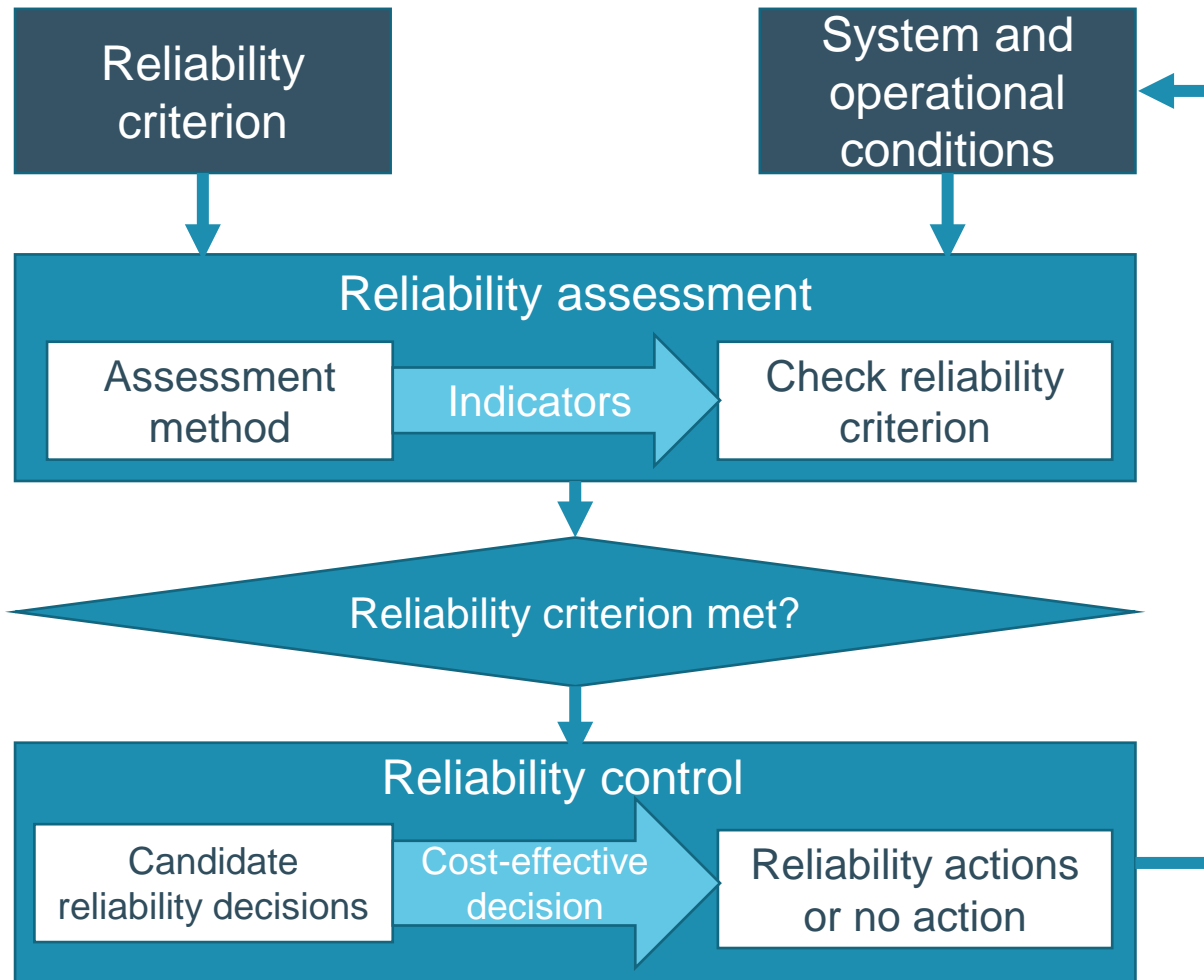 Reliability
criterion
System and
operational
conditions
Reliability assessment
Assessment
method
Indicators
Check reliability
criterion
Reliability criterion met?
Reliability control
Candidate
reliability decisions
Cost-effective
decision
Reliability actions
or no action